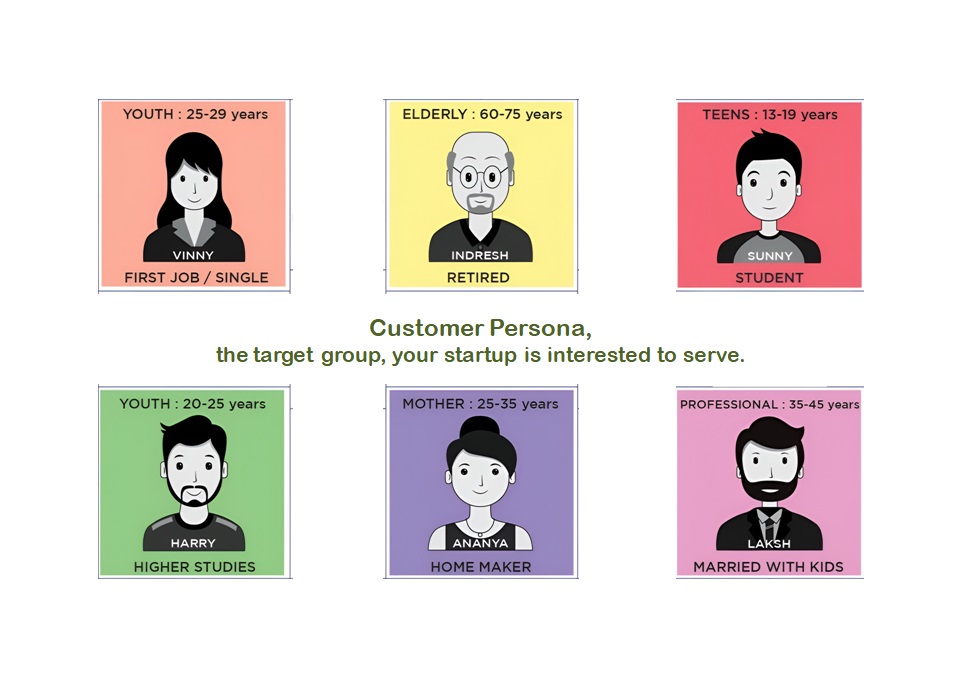 YOUTH : 25-29 years
VINNY
FIRST JOB / SINGLE
ELDERLY : 60-75 years
INDRESH
RETIRED
TEENS : 13-19 years
SUNNY
STUDENT
Customer Persona,
the target group, your startup is interested to serve.
YOUTH : 20-25 years
HARRY
HIGHER STUDIES
MOTHER : 25-35 years
ANANYA
HOME MAKER
PROFESSIONAL : 35-45 years
LAKSH
MARRIED WITH KIDS